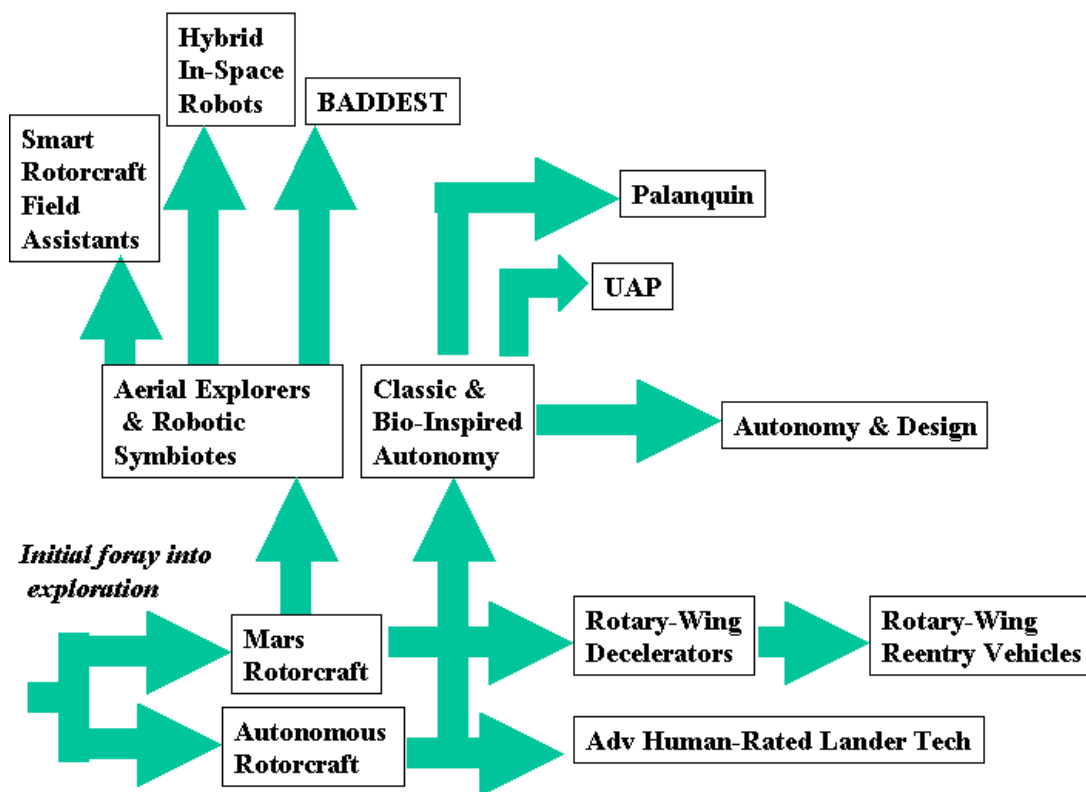 Hybrid
In-Space
Robots
BADDEST
Smart
Rotorcraft
Field
Assistants
Palanquin
UAP
Aerial Explorers
& Robotic
Symbiotes
Classic &
Bio-Inspired
Autonomy
Autonomy & Design
Initial foray into
exploration
Mars
Rotorcraft
Rotary-Wing
Decelerators
Rotary-Wing
Reentry Vehicles
Autonomous
Rotorcraft
Adv Human-Rated Lander Tech